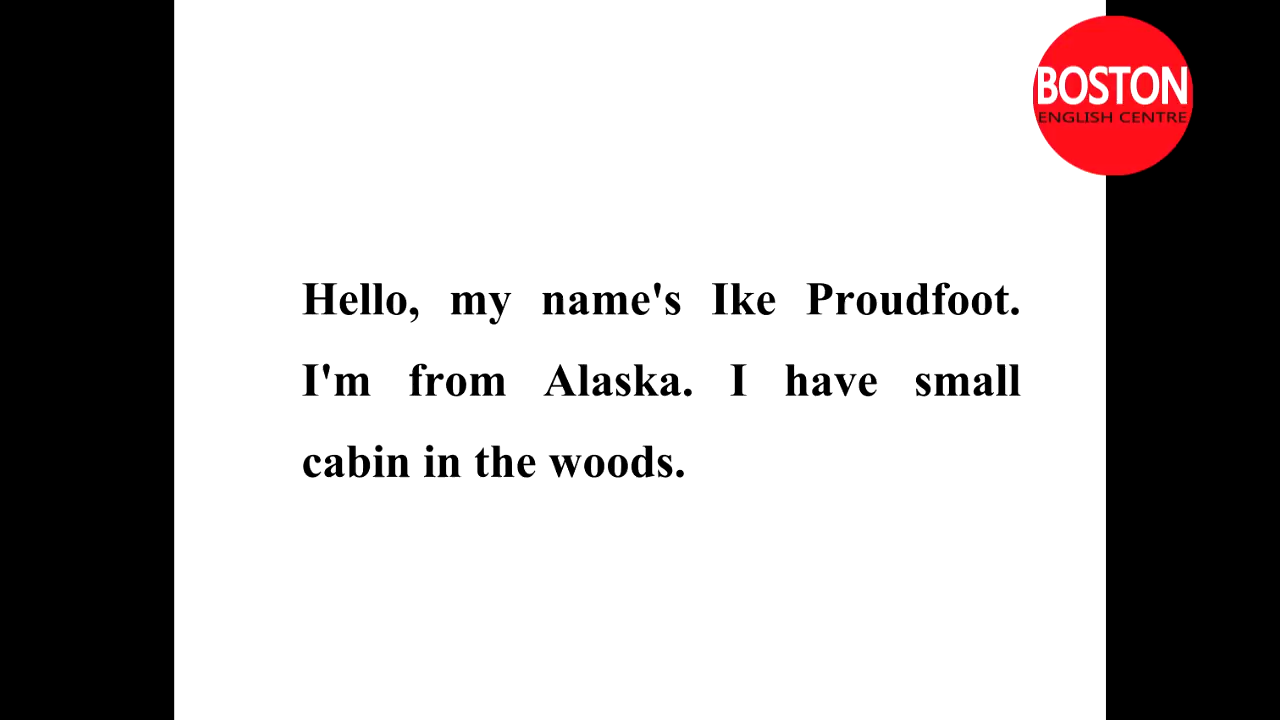 BOSTON
ENGLISH CENTRE
Hello, my name's Ike Proudfoot.
I'm from Alaska. I have small
cabin in the woods.